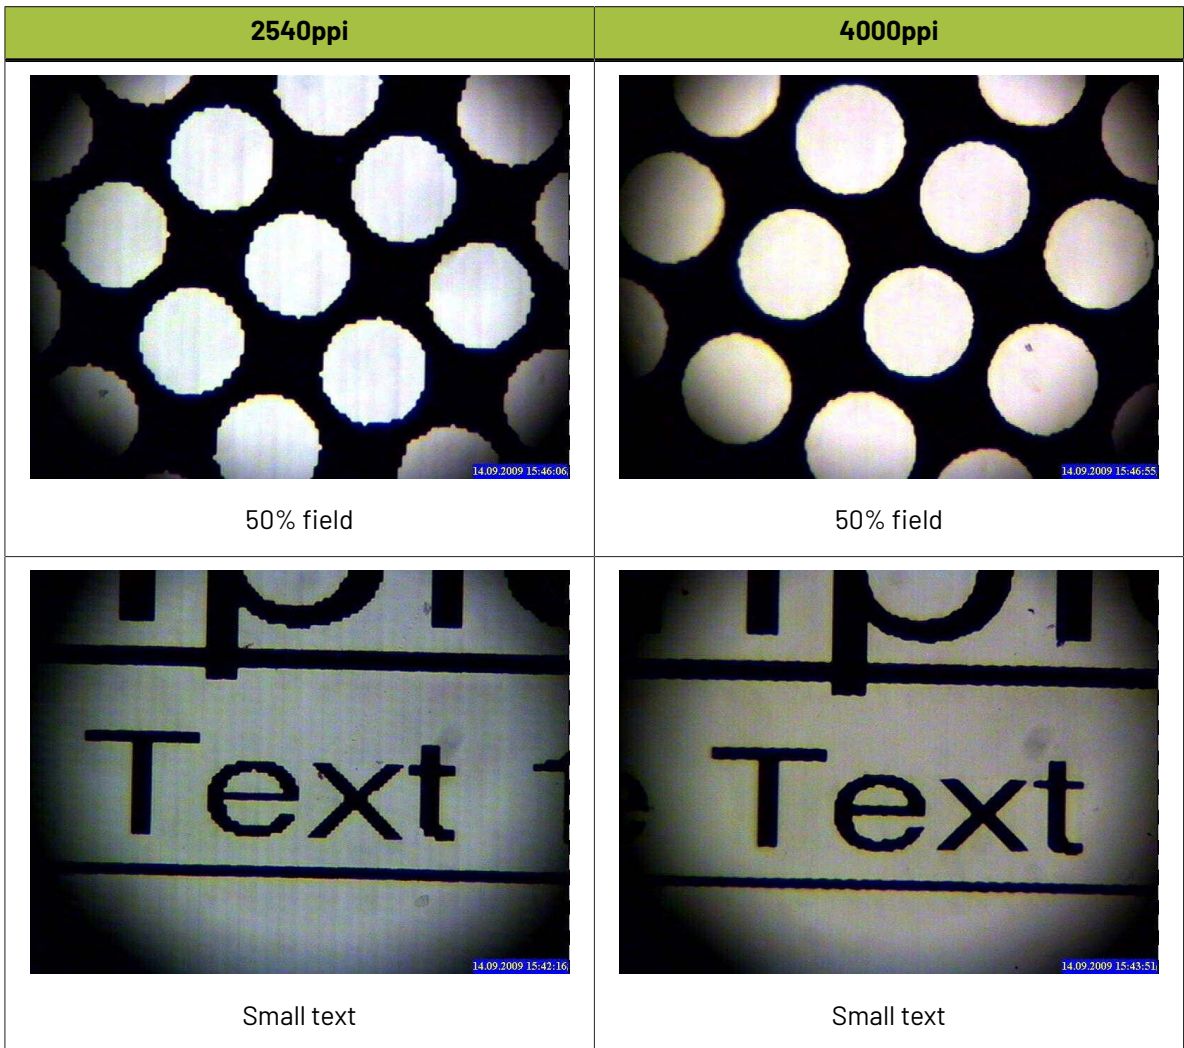 2540ppi
4000ppi
14.09.2009 15:46:06
14.09.2009 15:46:55
50% field
50% field
Text
14.09.2009 15:42:16
Text
14.09.2009 15:43:51
Small text
Small text